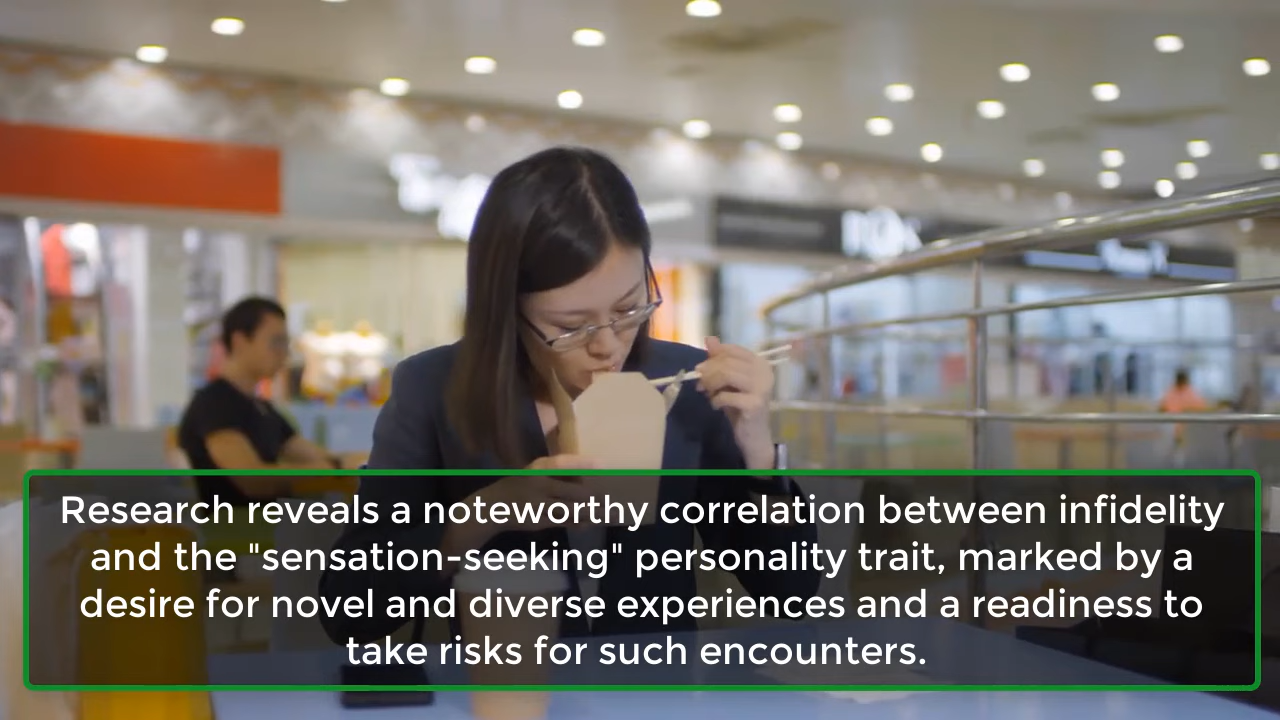 Research reveals a noteworthy correlation between infidelity
and the "sensation-seeking" personality trait, marked by a
desire for novel and diverse experiences and a readiness to
take risks for such encounters.